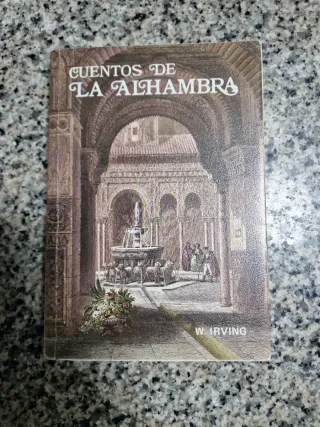 CUENTOS DE
LA ALHAMBRA
W. IRVING